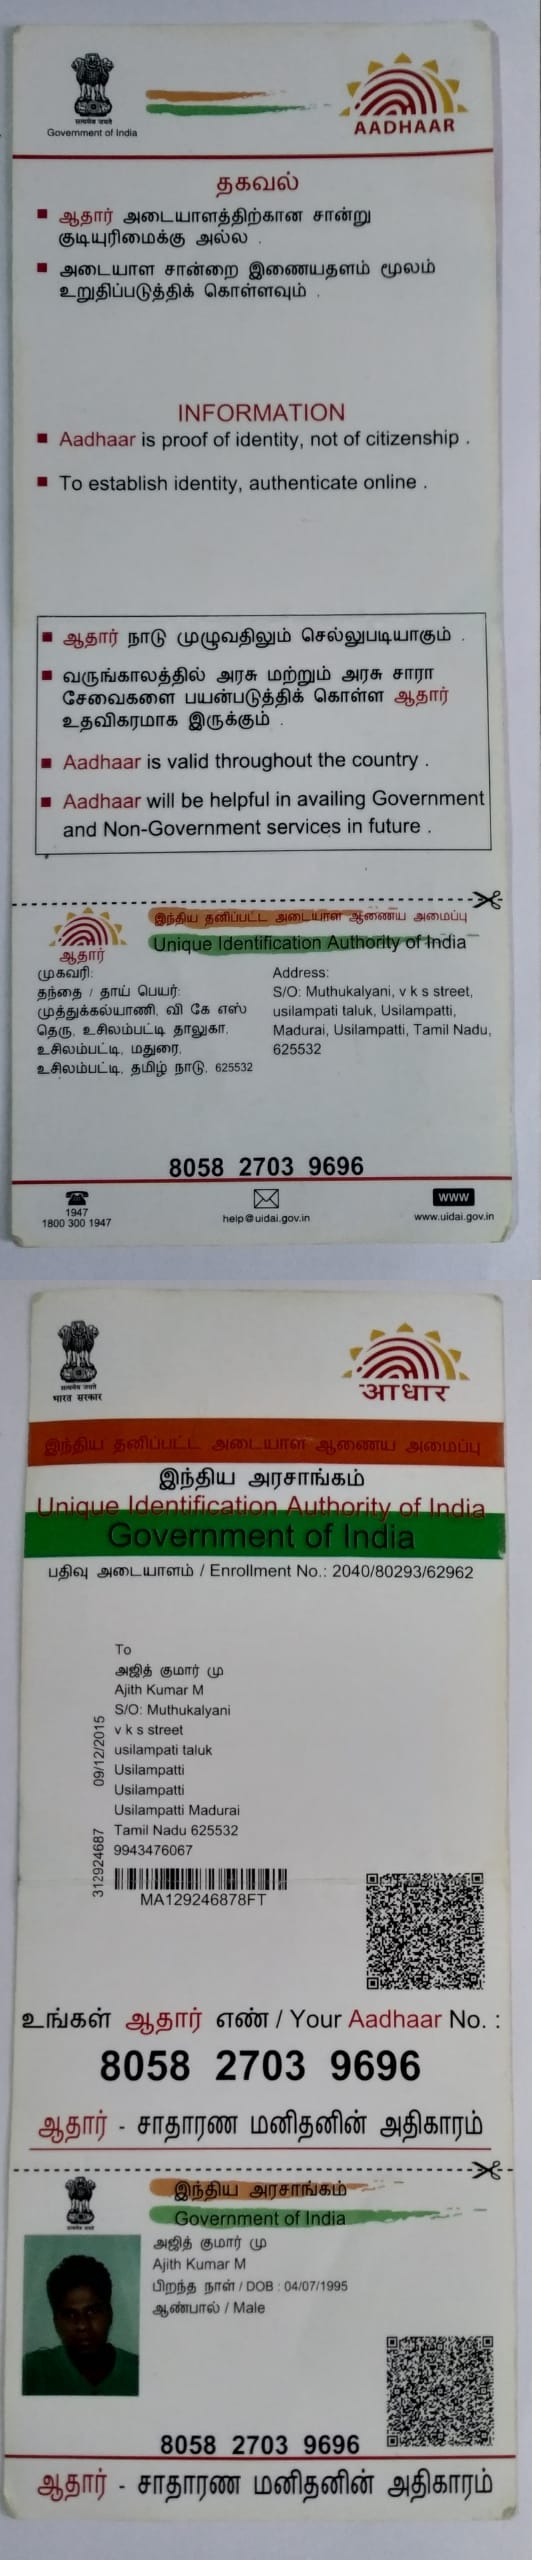 सत्यमेव जयते
Government of India
AADHAAR
தகவல்
ஆதார் அடையாளத்திற்கான சான்று
குடியுரிமைக்கு அல்ல .
அடையாள சான்றை இணையதளம் மூலம்
உறுதிப்படுத்திக் கொள்ளவும் .
INFORMATION
Aadhaar is proof of identity, not of citizenship .
To establish identity, authenticate online .
ஆதார் நாடு முழுவதிலும் செல்லுபடியாகும் .
வருங்காலத்தில் அரசு மற்றும் அரசு சாரா
சேவைகளை பயன்படுத்திக் கொள்ள ஆதார்
உதவிகரமாக இருக்கும் .
Aadhaar is valid throughout the country .
Aadhaar will be helpful in availing Government
and Non-Government services in future .
இந்திய தனிப்பட்ட அடையாள ஆணைய அமைப்பு
Unique Identification Authority of India
ஆதார்
முகவரி:
தந்தை / தாய் பெயர்:
முத்துக்கல்யாணி, வி கே எஸ்
தெரு, உசிலம்பட்டி தாலுகா,
உசிலம்பட்டி, மதுரை,
உசிலம்பட்டி, தமிழ் நாடு, 625532
Address:
S/O: Muthukalyani, v k s street,
usilampati taluk, Usilampatti,
Madurai, Usilampatti, Tamil Nadu,
625532
8058 2703 9696
1947
1800 300 1947
help@uidai.gov.in
www
www.uidai.gov.in
सत्यमेव जयते
भारत सरकार
आधार
இந்திய தனிப்பட்ட அடையாள ஆணைய அமைப்பு
இந்திய அரசாங்கம்
Unique Identification Authority of India
Government of India
பதிவு அடையாளம் / Enrollment No.: 2040/80293/62962
To
அஜித் குமார் மு
Ajith Kumar M
S/O: Muthukalyani
v k s street
usilampati taluk
Usilampatti
Usilampatti
Usilampatti Madurai
Tamil Nadu 625532
9943476067
09/12/2015
312924687
MA129246878FT
உங்கள் ஆதார் எண் / Your Aadhaar No. :
8058 2703 9696
ஆதார் - சாதாரண மனிதனின் அதிகாரம்
இந்திய அரசாங்கம்
Government of India
அஜித் குமார் மு
Ajith Kumar M
பிறந்த நாள் / DOB : 04/07/1995
ஆண்பால் / Male
8058 2703 9696
ஆதார் - சாதாரண மனிதனின் அதிகாரம்